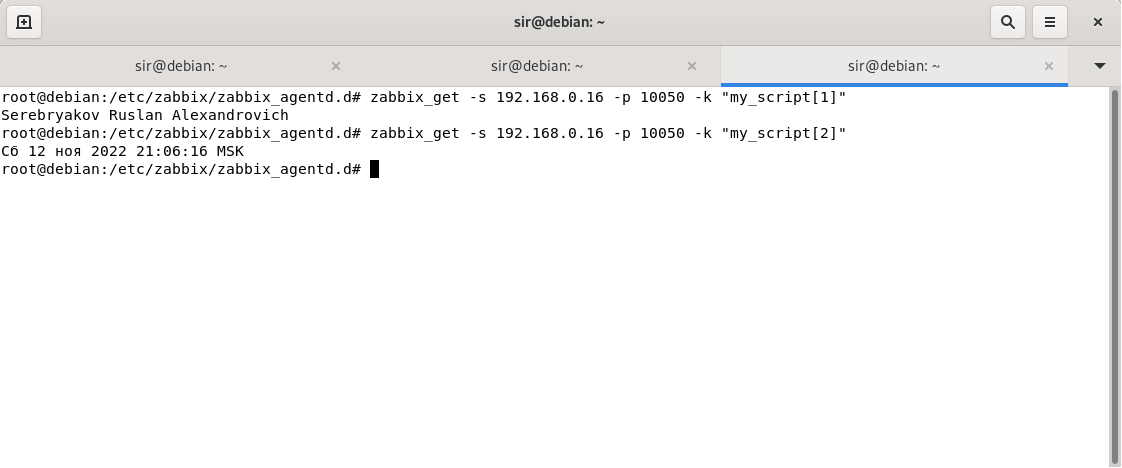 sir@debian: ~
sir@debian: ~
sir@debian: ~
sir@debian: ~
root@debian:/etc/zabbix/zabbix_agentd.d# zabbix_get -s 192.168.0.16 -p 10050 -k "my_script[1]"
Serebryakov Ruslan Alexandrovich
root@debian:/etc/zabbix/zabbix_agentd.d# zabbix_get -s 192.168.0.16 -p 10050 -k "my_script[2]"
Сб 12 ноя 2022 21:06:16 MSK
root@debian:/etc/zabbix/zabbix_agentd.d#